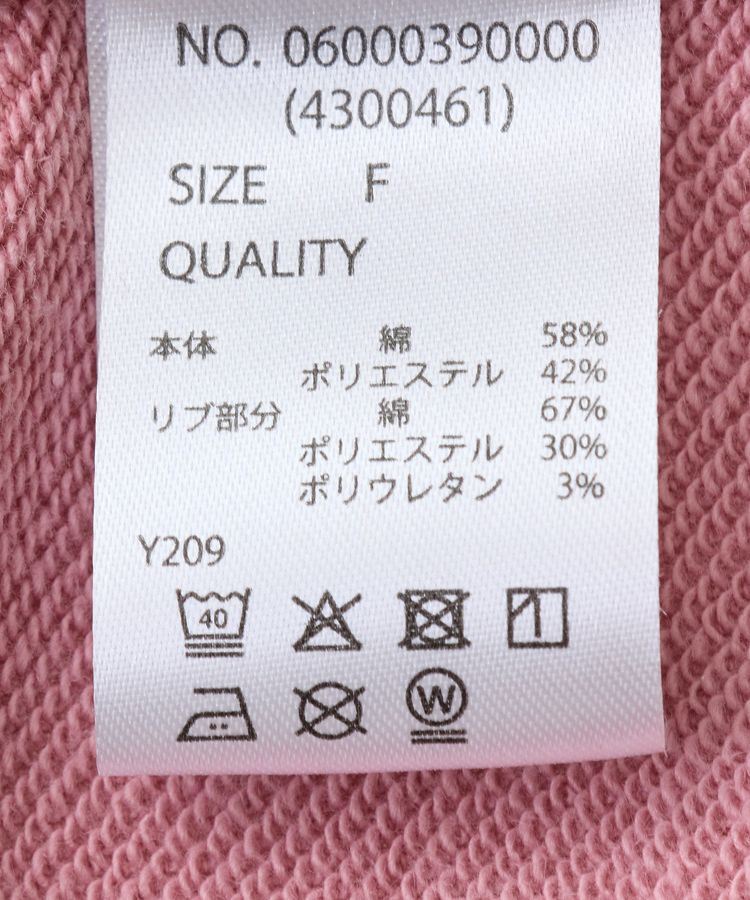 NO. 06000390000
(4300461)
SIZE F
QUALITY
本体 綿 58%
ポリエステル 42%
リブ部分 綿 67%
ポリエステル 30%
ポリウレタン 3%
Y209
40
W